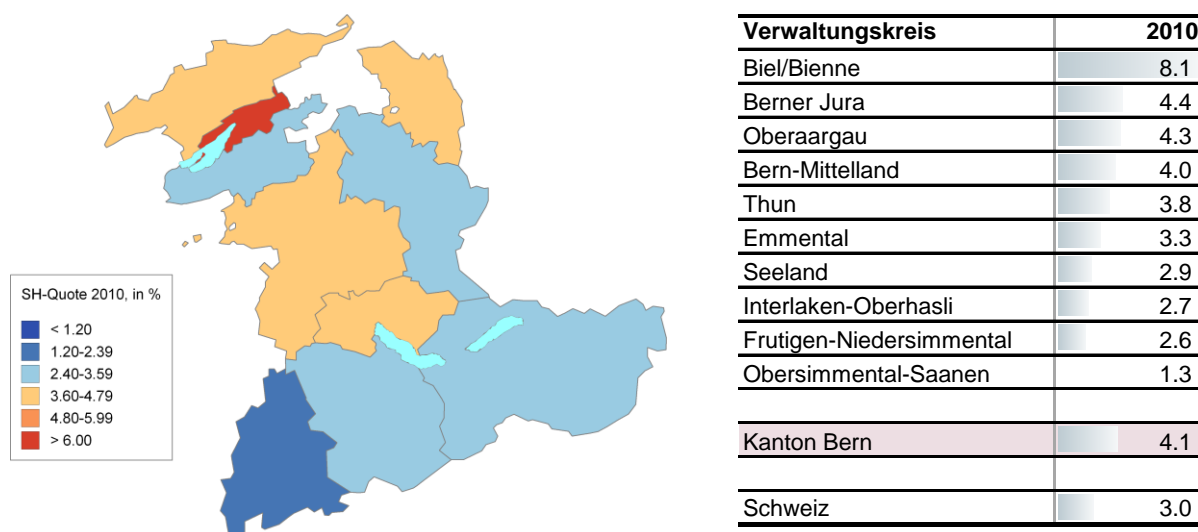 SH-Quote 2010, in %
< 1.20
1.20-2.39
2.40-3.59
3.60-4.79
4.80-5.99
> 6.00
Verwaltungskreis 2010
Biel/Bienne 8.1
Berner Jura 4.4
Oberaargau 4.3
Bern-Mittelland 4.0
Thun 3.8
Emmental 3.3
Seeland 2.9
Interlaken-Oberhasli 2.7
Frutigen-Niedersimmental 2.6
Obersimmental-Saanen 1.3
Kanton Bern 4.1
Schweiz 3.0